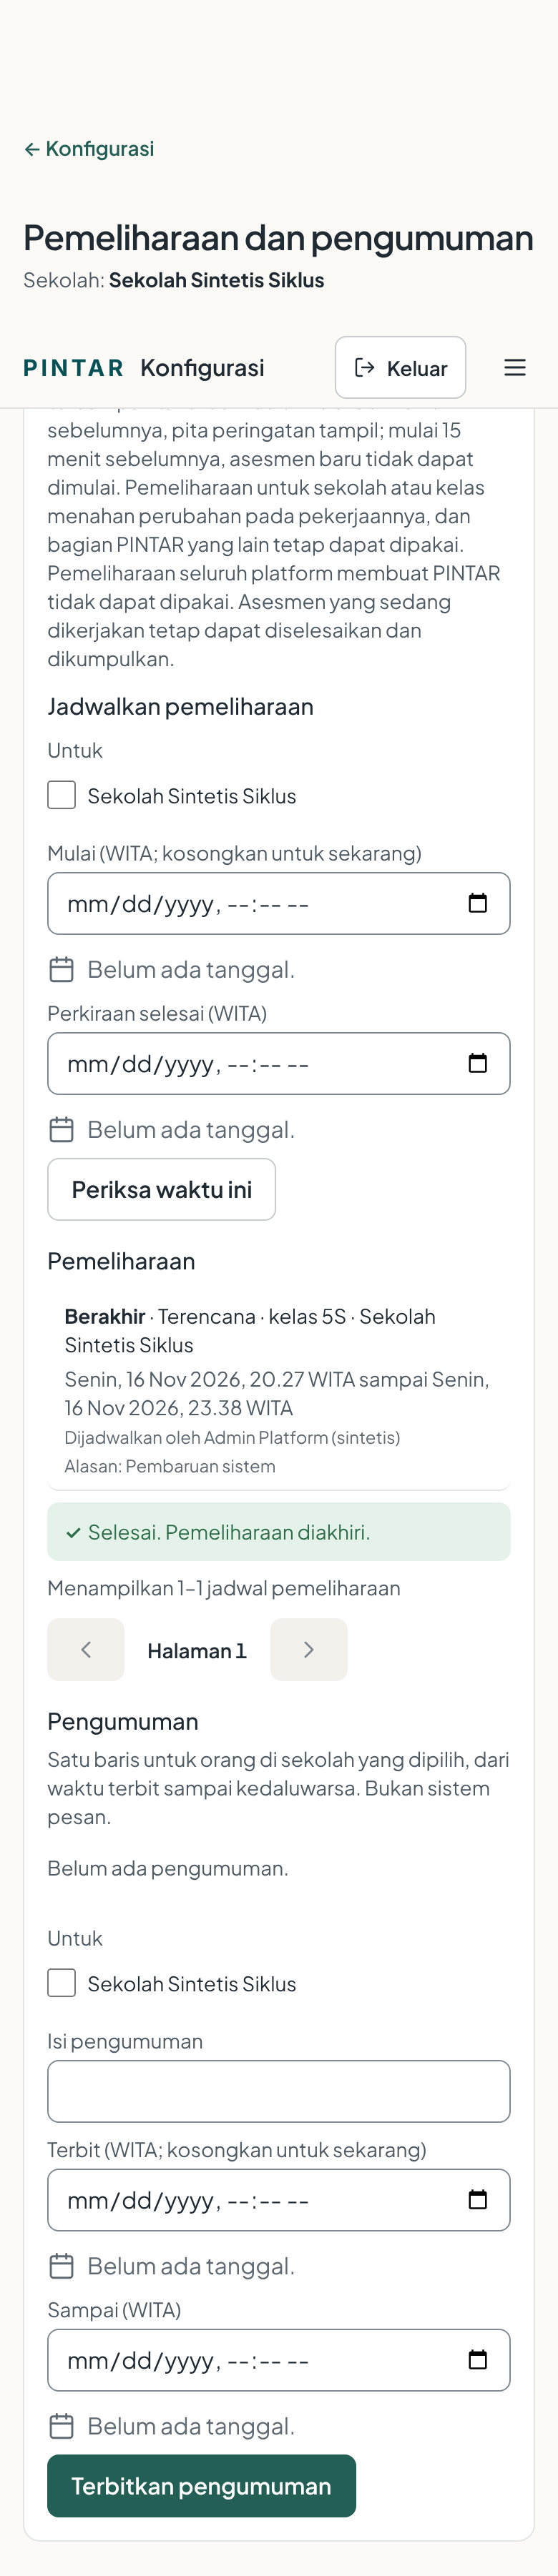 ← Konfigurasi
Pemeliharaan dan pengumuman
Sekolah: Sekolah Sintetis Siklus
PINTAR Konfigurasi Keluar
sebelumnya, pita peringatan tampil; mulai 15
menit sebelumnya, asesmen baru tidak dapat
dimulai. Pemeliharaan untuk sekolah atau kelas
menahan perubahan pada pekerjaannya, dan
bagian PINTAR yang lain tetap dapat dipakai.
Pemeliharaan seluruh platform membuat PINTAR
tidak dapat dipakai. Asesmen yang sedang
dikerjakan tetap dapat diselesaikan dan
dikumpulkan.
Jadwalkan pemeliharaan
Untuk
Sekolah Sintetis Siklus
Mulai (WITA; kosongkan untuk sekarang)
mm/dd/yyyy, --:-- --
Belum ada tanggal.
Perkiraan selesai (WITA)
mm/dd/yyyy, --:-- --
Belum ada tanggal.
Periksa waktu ini
Pemeliharaan
Berakhir · Terencana · kelas 5S · Sekolah
Sintetis Siklus
Senin, 16 Nov 2026, 20.27 WITA sampai Senin,
16 Nov 2026, 23.38 WITA
Dijadwalkan oleh Admin Platform (sintetis)
Alasan: Pembaruan sistem
✓ Selesai. Pemeliharaan diakhiri.
Menampilkan 1–1 jadwal pemeliharaan
Halaman 1
Pengumuman
Satu baris untuk orang di sekolah yang dipilih, dari
waktu terbit sampai kedaluwarsa. Bukan sistem
pesan.
Belum ada pengumuman.
Untuk
Sekolah Sintetis Siklus
Isi pengumuman
Terbit (WITA; kosongkan untuk sekarang)
mm/dd/yyyy, --:-- --
Belum ada tanggal.
Sampai (WITA)
mm/dd/yyyy, --:-- --
Belum ada tanggal.
Terbitkan pengumuman